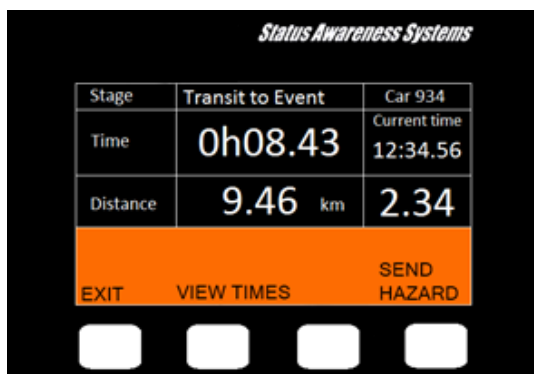 Status Awareness Systems
Stage Transit to Event Car 934
Time 0h08.43 Current time
12:34.56
Distance 9.46 km 2.34
EXIT VIEW TIMES SEND
HAZARD